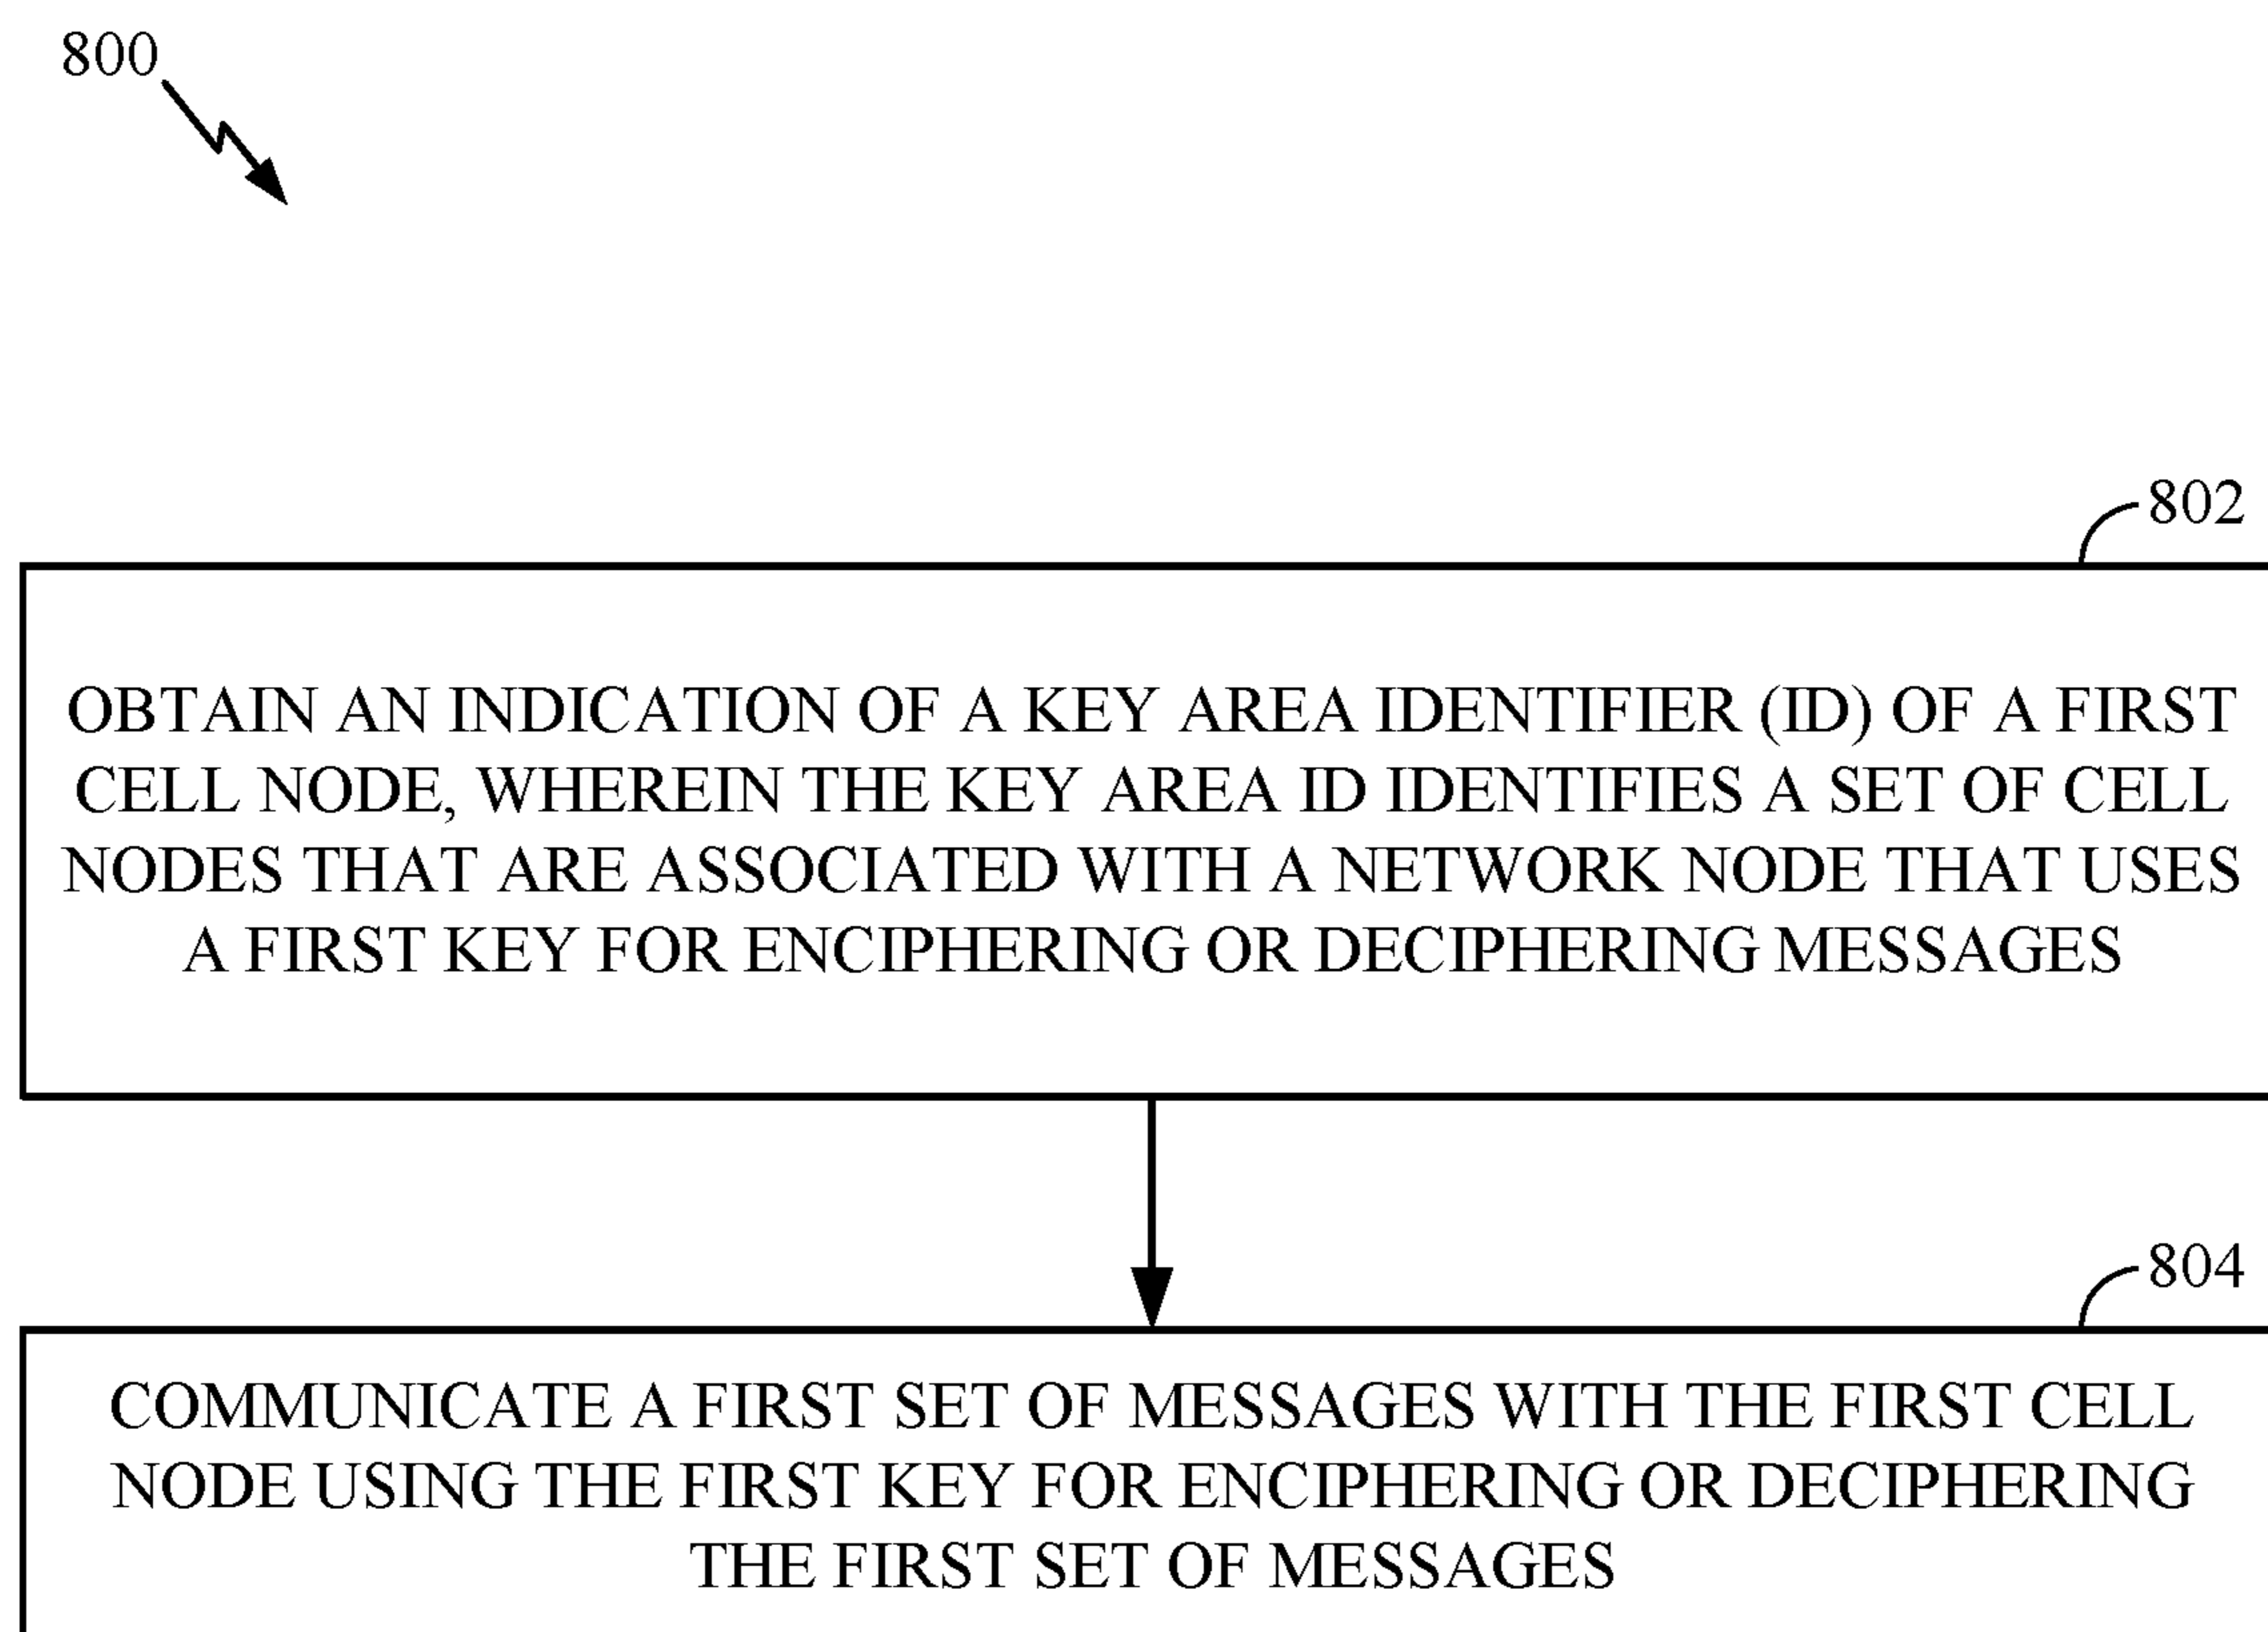 800
802
OBTAIN AN INDICATION OF A KEY AREA IDENTIFIER (ID) OF A FIRST
CELL NODE, WHEREIN THE KEY AREA ID IDENTIFIES A SET OF CELL
NODES THAT ARE ASSOCIATED WITH A NETWORK NODE THAT USES
A FIRST KEY FOR ENCIPHERING OR DECIPHERING MESSAGES
804
COMMUNICATE A FIRST SET OF MESSAGES WITH THE FIRST CELL
NODE USING THE FIRST KEY FOR ENCIPHERING OR DECIPHERING
THE FIRST SET OF MESSAGES